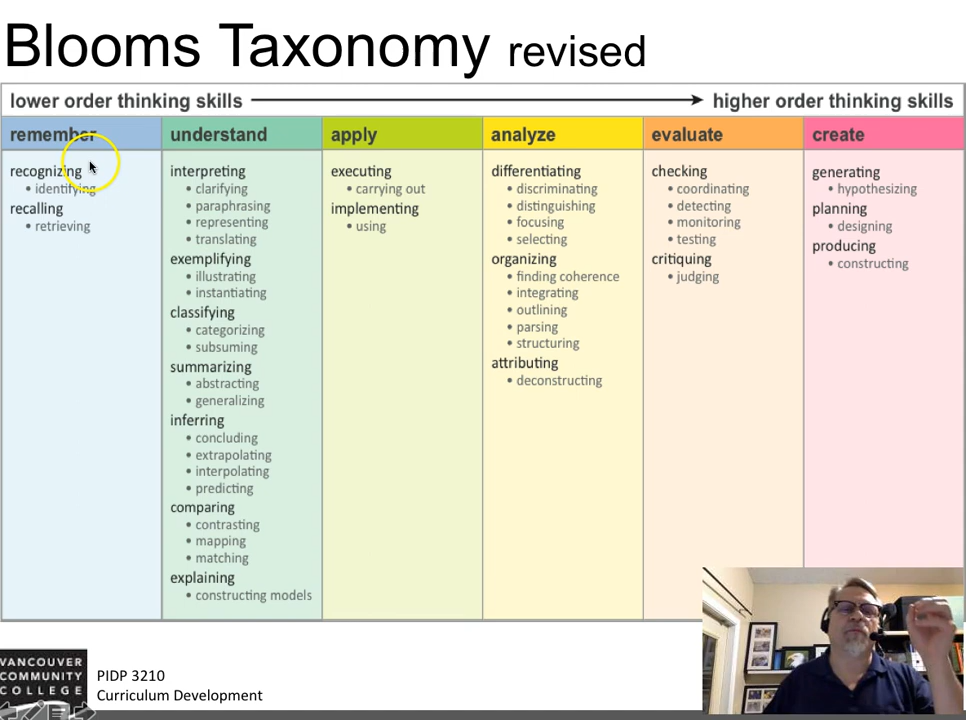 Blooms Taxonomy revised
lower order thinking skills higher order thinking skills
remember
recognizing
• identifying
recalling
• retrieving
understand
interpreting
• clarifying
• paraphrasing
• representing
• translating
exemplifying
• illustrating
• instantiating
classifying
• categorizing
• subsuming
summarizing
• abstracting
• generalizing
inferring
• concluding
• extrapolating
• interpolating
• predicting
comparing
• contrasting
• mapping
• matching
explaining
• constructing models
apply
executing
• carrying out
implementing
• using
analyze
differentiating
• discriminating
• distinguishing
• focusing
• selecting
organizing
• finding coherence
• integrating
• outlining
• parsing
• structuring
attributing
• deconstructing
evaluate
checking
• coordinating
• detecting
• monitoring
• testing
critiquing
• judging
create
generating
• hypothesizing
planning
• designing
producing
• constructing
VANCOUVER
COMMUNITY
COLLEGE
PIDP 3210
Curriculum Development